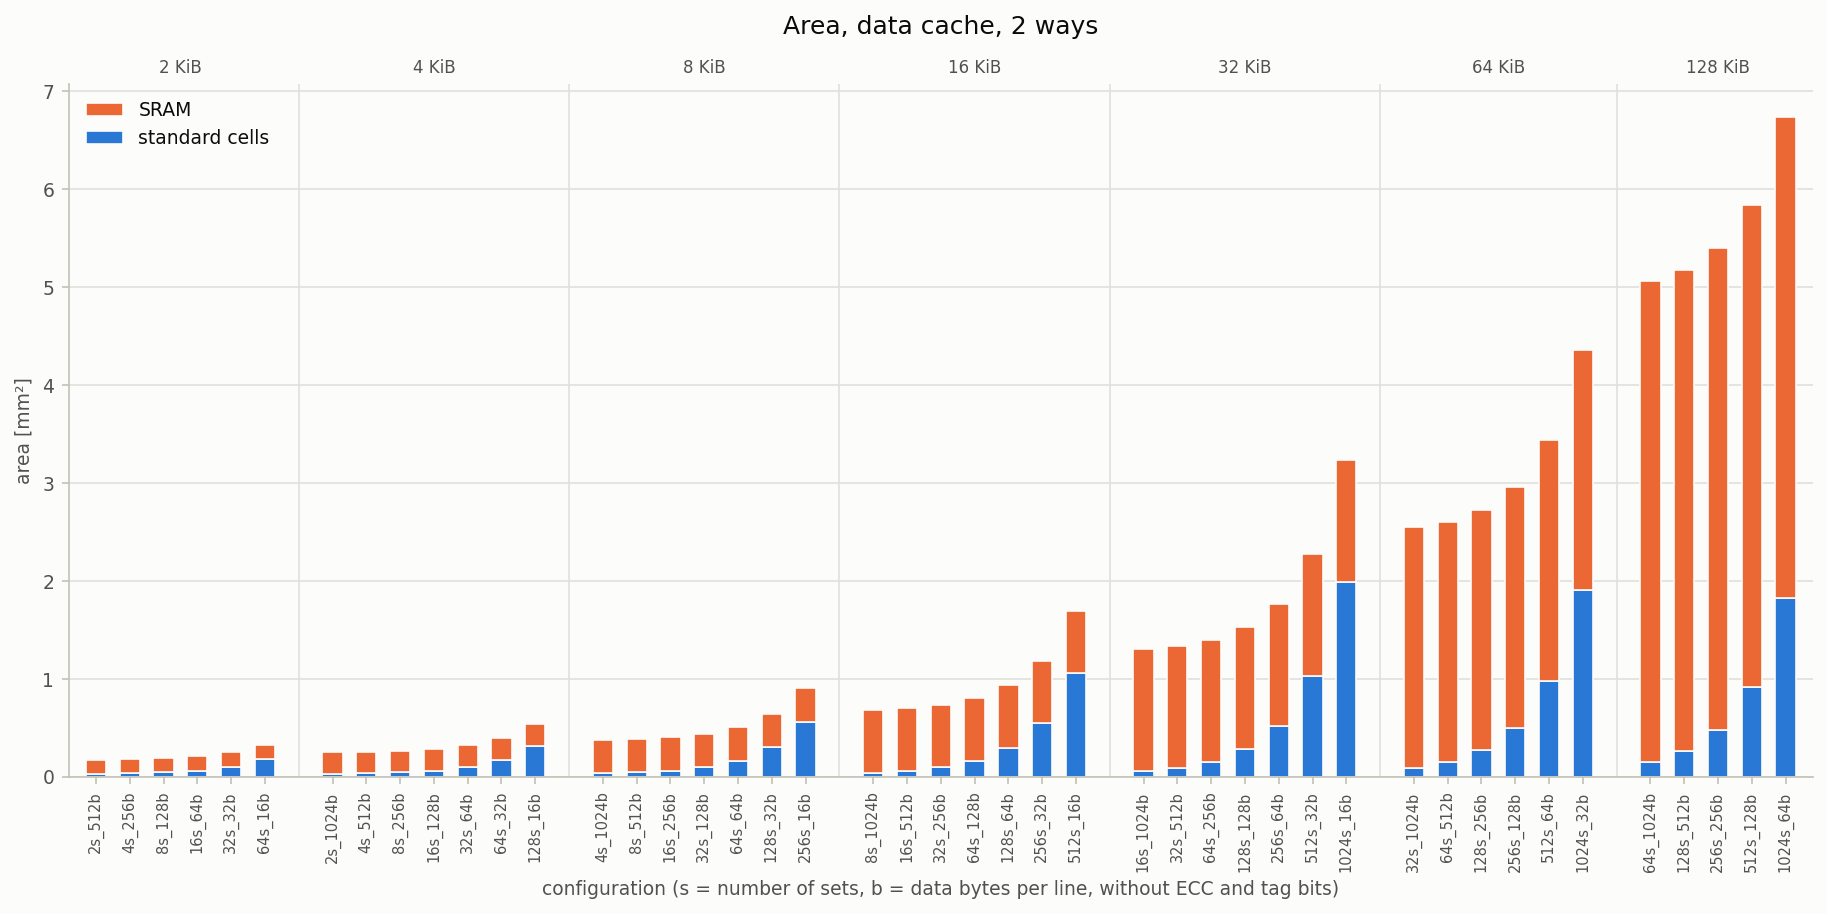 Area, data cache, 2 ways
2 KiB
4 KiB
8 KiB
16 KiB
32 KiB
64 KiB
128 KiB
SRAM
standard cells
7
6
5
4
3
2
1
0
area [mm²]
2s_512b
4s_256b
8s_128b
16s_64b
32s_32b
64s_16b
2s_1024b
4s_512b
8s_256b
16s_128b
32s_64b
64s_32b
128s_16b
4s_1024b
8s_512b
16s_256b
32s_128b
64s_64b
128s_32b
256s_16b
8s_1024b
16s_512b
32s_256b
64s_128b
128s_64b
256s_32b
512s_16b
16s_1024b
32s_512b
64s_256b
128s_128b
256s_64b
512s_32b
1024s_16b
32s_1024b
64s_512b
128s_256b
256s_128b
512s_64b
1024s_32b
64s_1024b
128s_512b
256s_256b
512s_128b
1024s_64b
configuration (s = number of sets, b = data bytes per line, without ECC and tag bits)